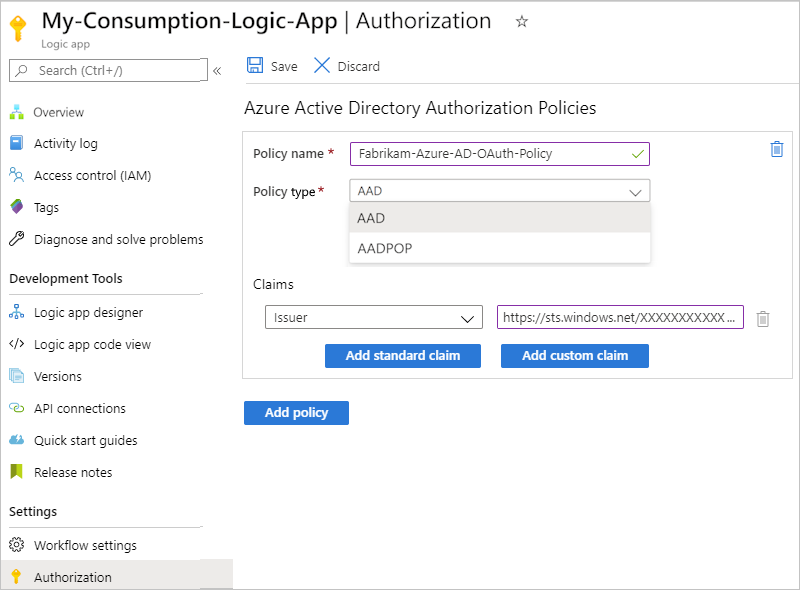 My-Consumption-Logic-App | Authorization
Logic app
Search (Ctrl+/)
«
Save
Discard
Overview
Activity log
Access control (IAM)
Tags
Diagnose and solve problems
Development Tools
Logic app designer
Logic app code view
Versions
API connections
Quick start guides
Release notes
Settings
Workflow settings
Authorization
Azure Active Directory Authorization Policies
Policy name * Fabrikam-Azure-AD-OAuth-Policy
Policy type * AAD
AAD
AADPOP
Claims
Issuer https://sts.windows.net/XXXXXXXXXXX ...
Add standard claim Add custom claim
Add policy